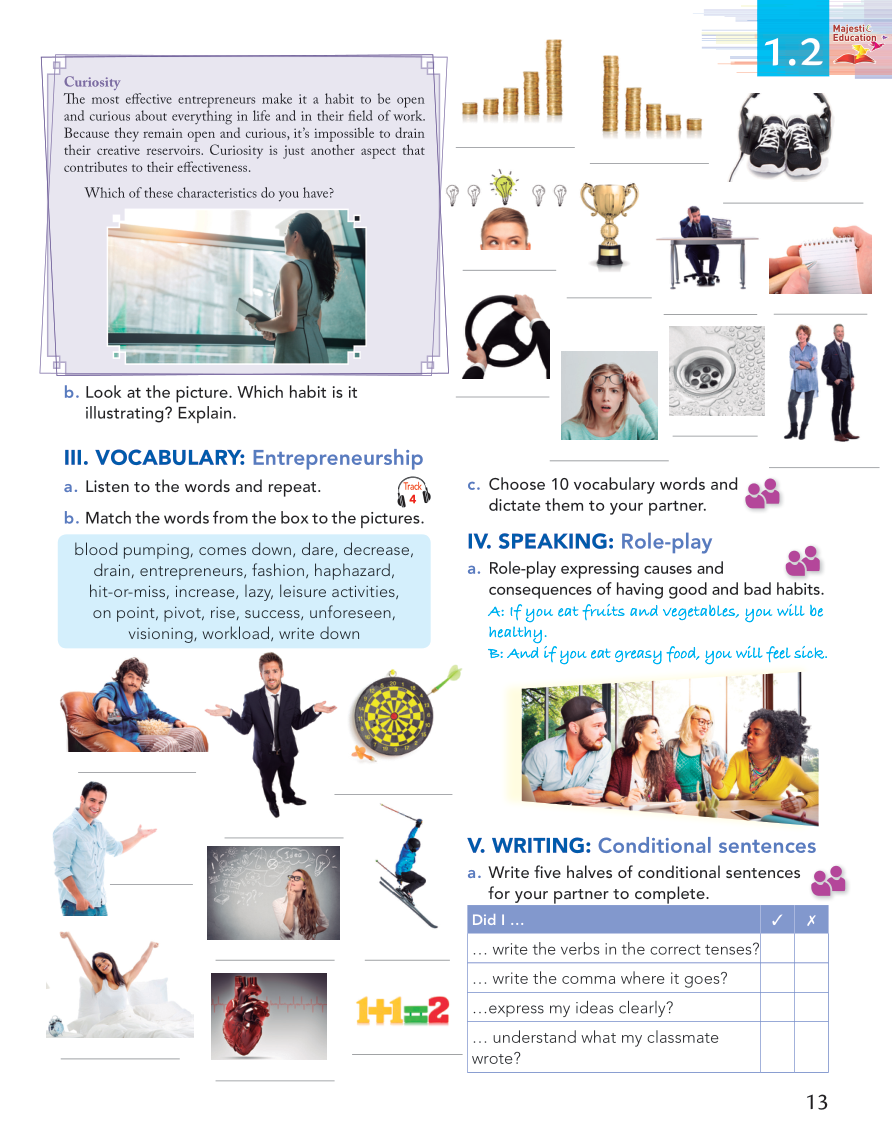 1.2
Majestic
Education
Curiosity
The most effective entrepreneurs make it a habit to be open
and curious about everything in life and in their field of work.
Because they remain open and curious, it's impossible to drain
their creative reservoirs. Curiosity is just another aspect that
contributes to their effectiveness.
Which of these characteristics do you have?
b. Look at the picture. Which habit is it
illustrating? Explain.
III. VOCABULARY: Entrepreneurship
a. Listen to the words and repeat.
Track
4
b. Match the words from the box to the pictures.
blood pumping, comes down, dare, decrease,
drain, entrepreneurs, fashion, haphazard,
hit-or-miss, increase, lazy, leisure activities,
on point, pivot, rise, success, unforeseen,
visioning, workload, write down
1+1=2
c. Choose 10 vocabulary words and
dictate them to your partner.
IV. SPEAKING: Role-play
a. Role-play expressing causes and
consequences of having good and bad habits.
A: If you eat fruits and vegetables, you will be
healthy.
B: And if you eat greasy food, you will feel sick.
V. WRITING: Conditional sentences
a. Write five halves of conditional sentences
for your partner to complete.
Did I ... ✓ ✗
... write the verbs in the correct tenses?
... write the comma where it goes?
...express my ideas clearly?
... understand what my classmate
wrote?
13